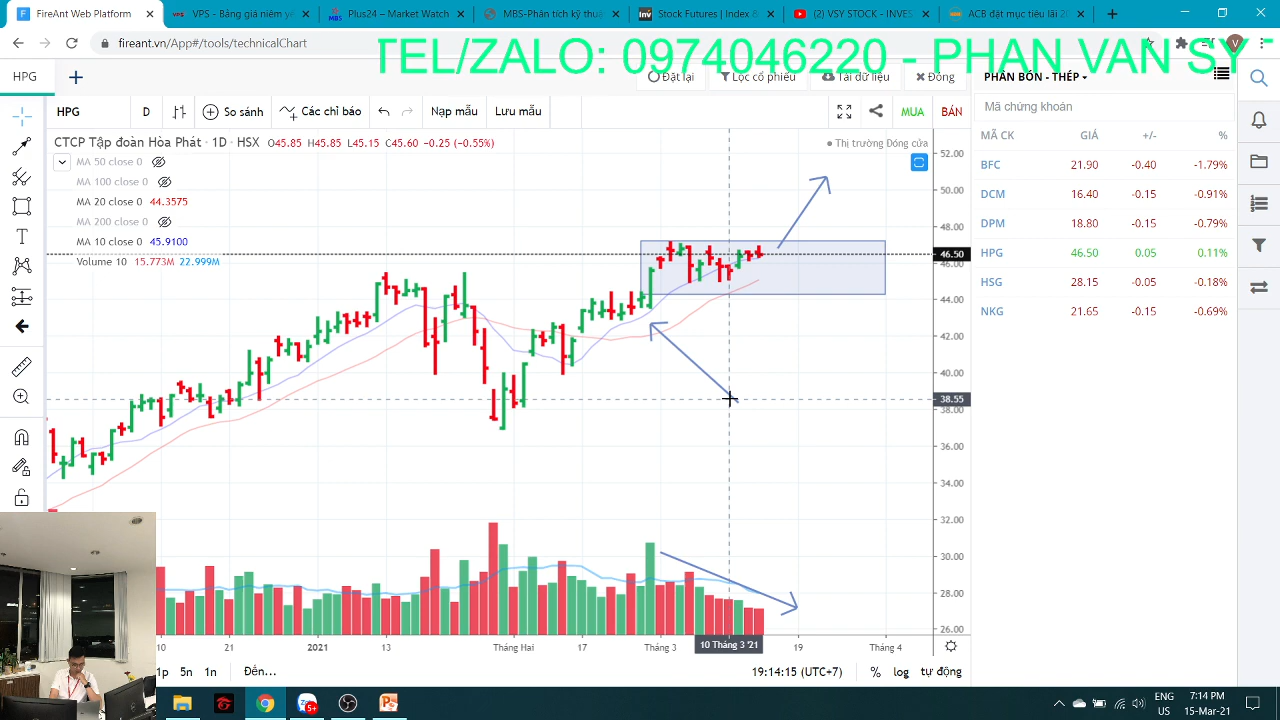 FireAnt Web Platform
VPS - Bảng giá niêm yế
Plus24 – Market Watch
MBS-Phân tích kỹ thuậ
Stock Futures | Index &
(2) VSY STOCK - INVEST
ACB đặt mục tiêu lãi 20
fireant.vn/App#/tools/technicalChart
TEL/ZALO: 0974046220 - PHAN VAN SY T
HPG
Đặt lại
Lọc cổ phiếu
Tải dữ liệu
Đóng
PHÂN BÓN - THÉP
HPG
D
So sánh
Các chỉ báo
Nạp mẫu
Lưu mẫu
MUA
BÁN
Mã chứng khoán
CTCP Tập đoàn Hòa Phát · 1D · HSX O45.85 H45.85 L45.15 C45.60 −0.25 (−0.55%)
Thị trường Đóng cửa
MA 50 close 0
MA 100 close 0
MA 20 close 0 44.3575
MA 200 close 0
MA 10 close 0 45.9100
Volume 10 15.773M 22.999M
52.00
50.00
48.00
46.50
46.00
44.00
42.00
40.00
38.55
38.00
36.00
34.00
32.00
30.00
28.00
26.00
MÃ CK GIÁ +/- %
BFC 21.90 -0.40 -1.79%
DCM 16.40 -0.15 -0.91%
DPM 18.80 -0.15 -0.79%
HPG 46.50 0.05 0.11%
HSG 28.15 -0.05 -0.18%
NKG 21.65 -0.15 -0.69%
10 21 2021 13 Tháng Hai 17 Tháng 3 10 Tháng 3 '21 19 Tháng 4
1p 5n 1n Đến...
19:14:15 (UTC+7) % log tự động
5+
ENG
US
7:14 PM
15-Mar-21